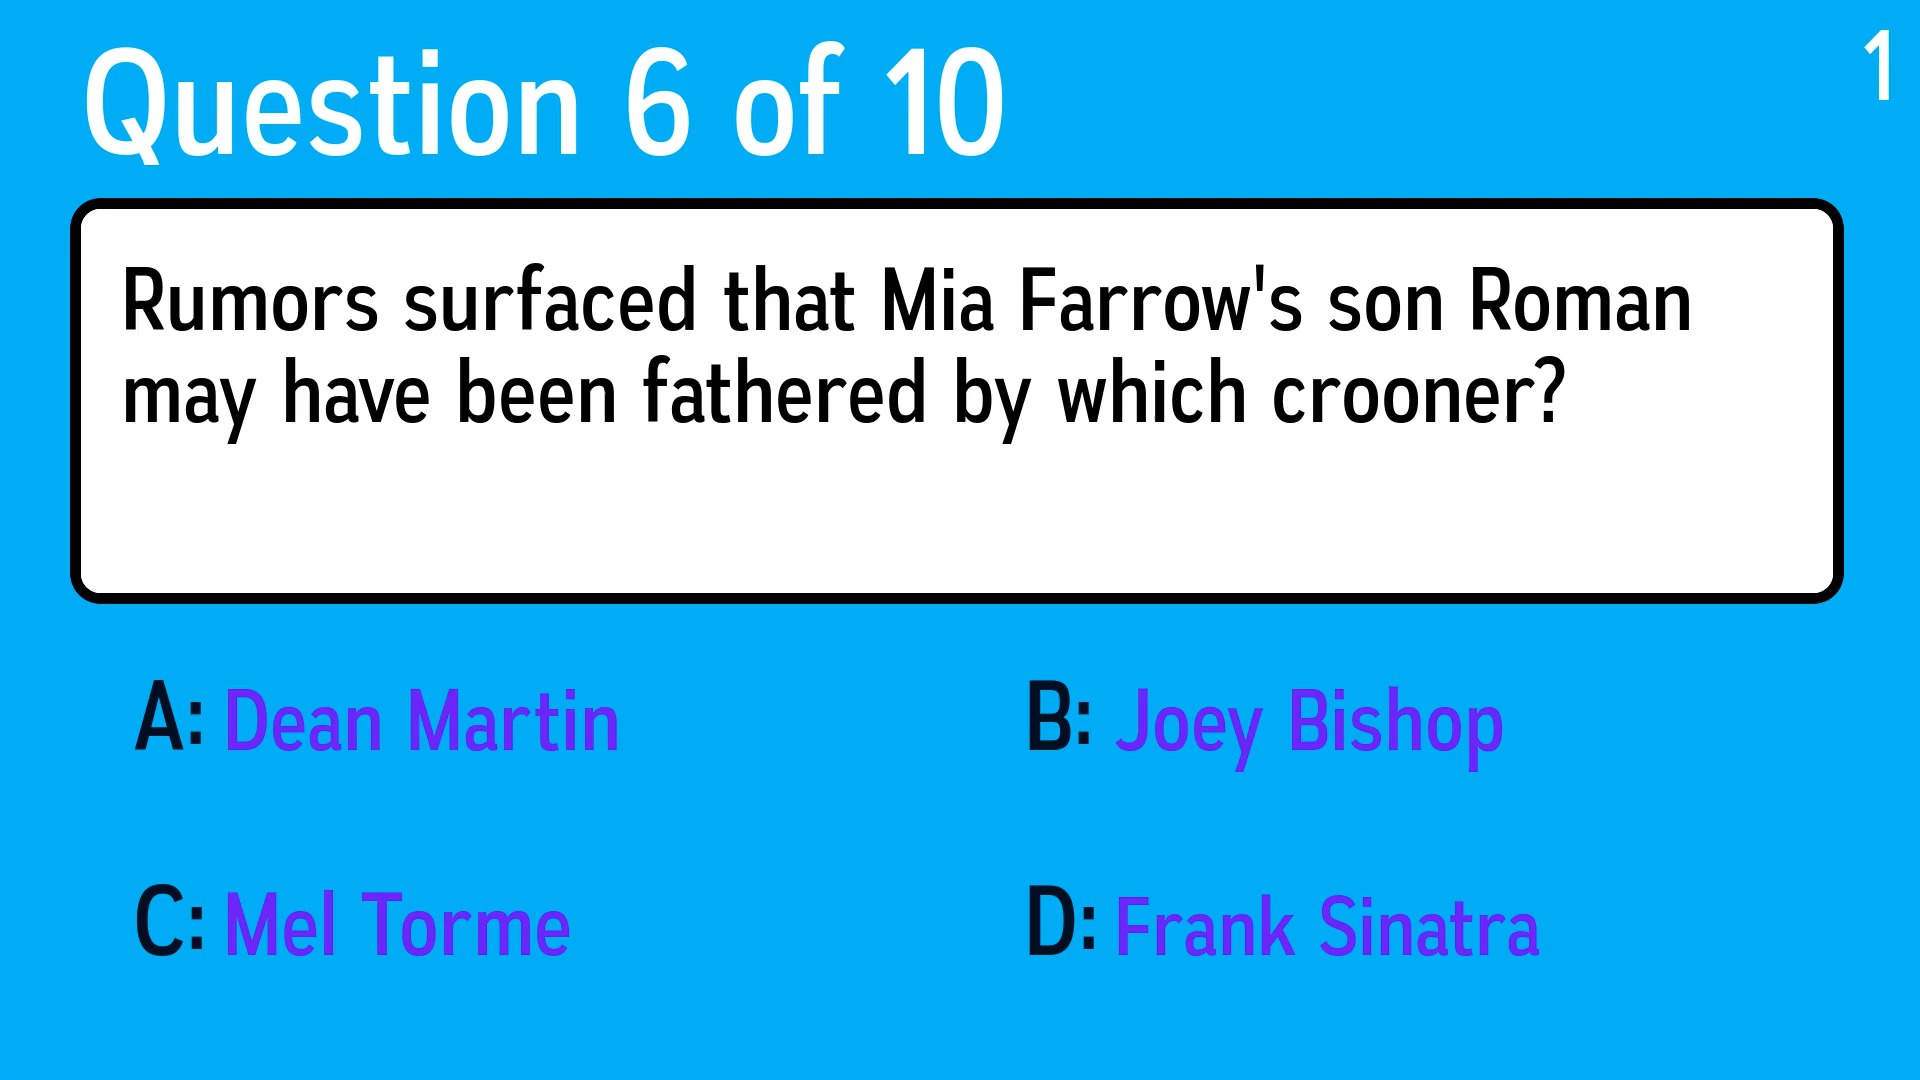 Question 6 of 10
1
Rumors surfaced that Mia Farrow's son Roman
may have been fathered by which crooner?
A: Dean Martin
B: Joey Bishop
C: Mel Torme
D: Frank Sinatra